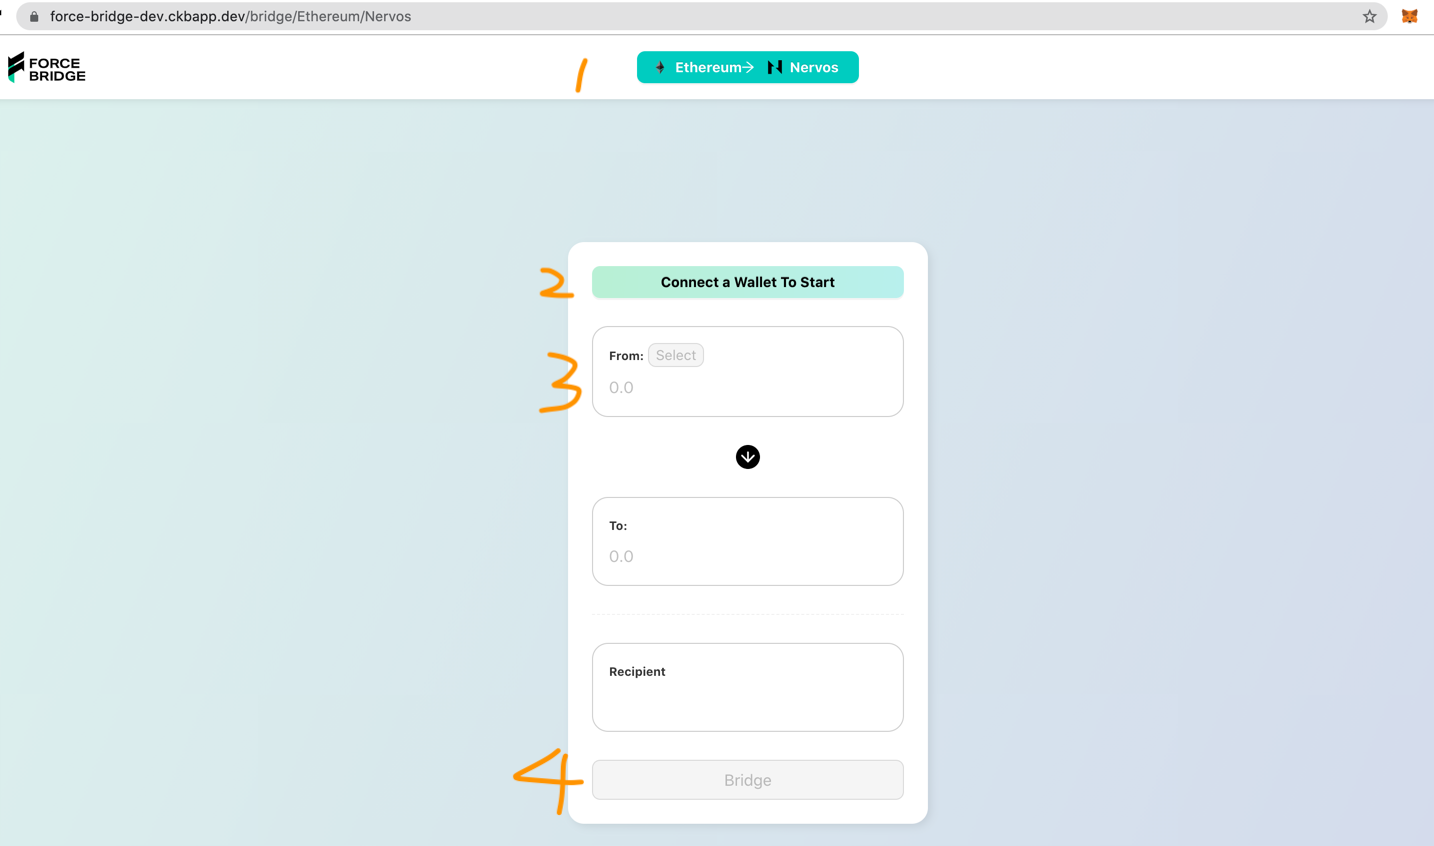 force-bridge-dev.ckbapp.dev/bridge/Ethereum/Nervos
FORCE
BRIDGE
1
Ethereum→ Nervos
2
Connect a Wallet To Start
3
From: Select
0.0
To:
0.0
Recipient
4
Bridge